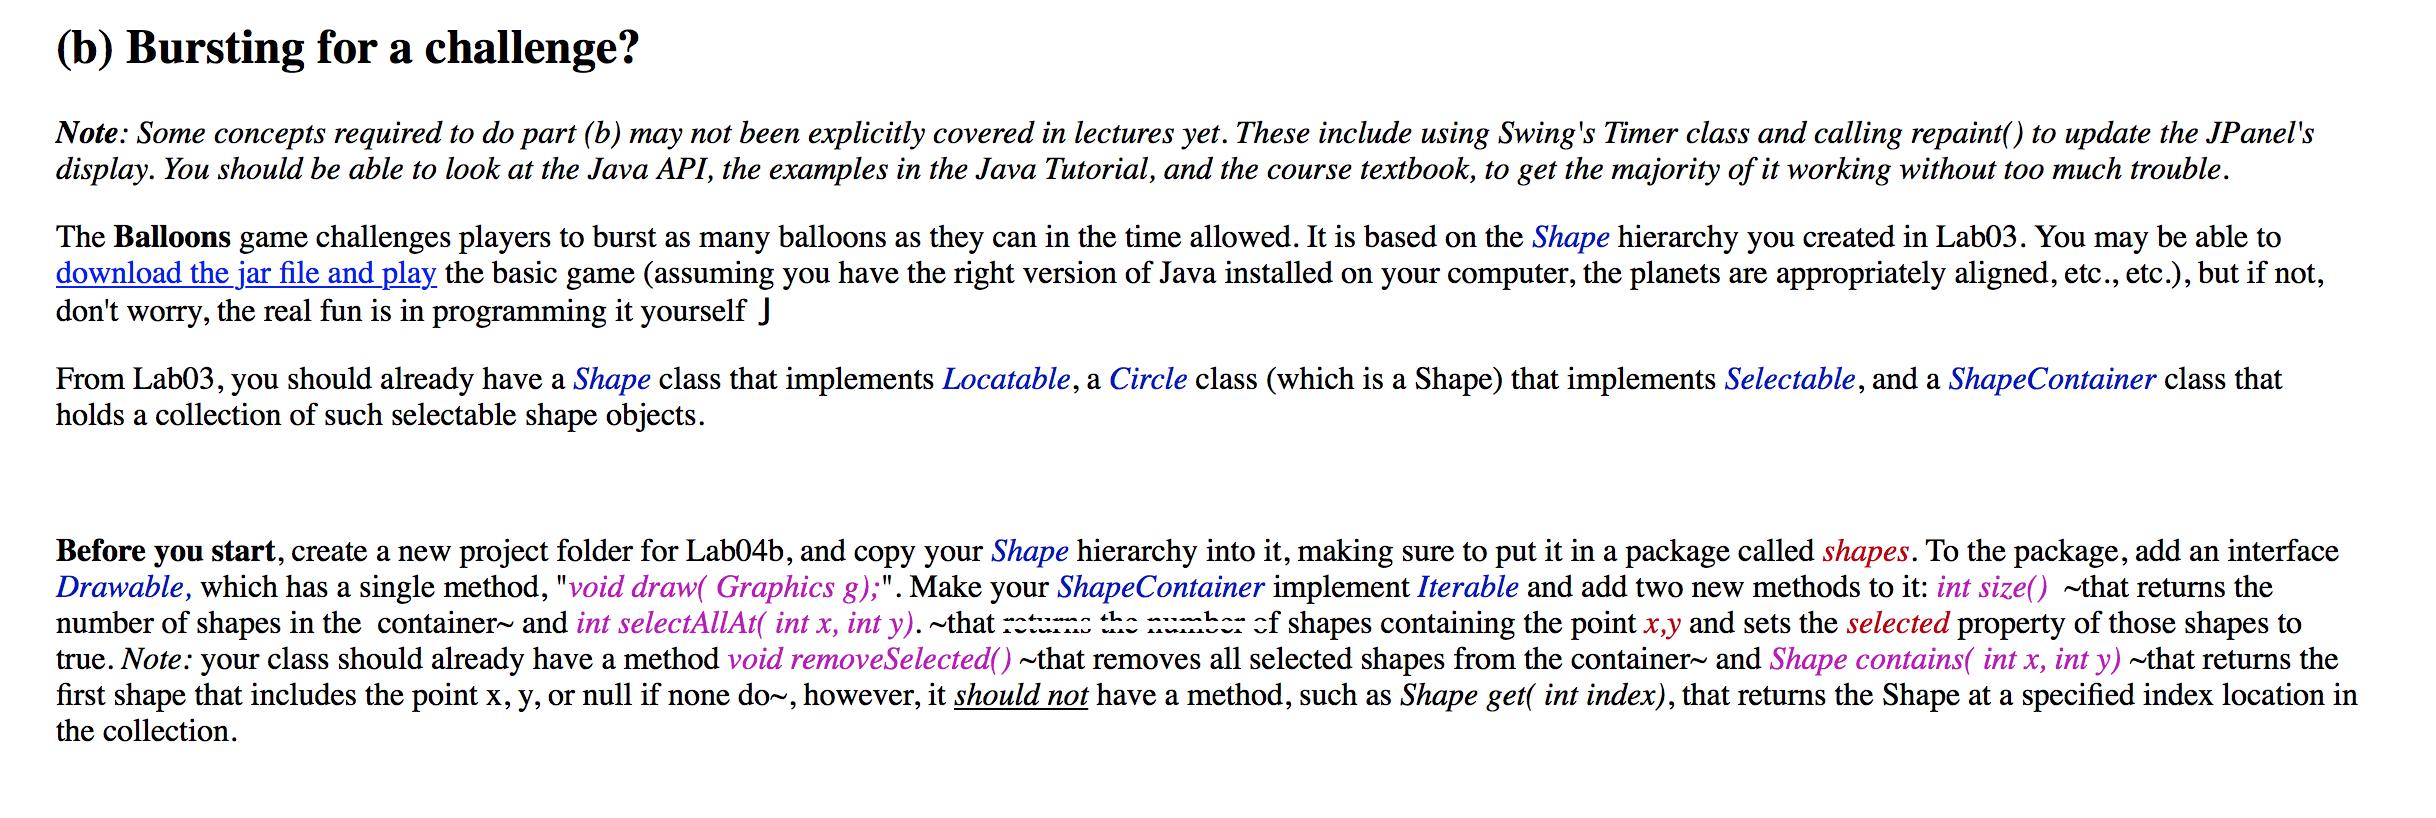 (b) Bursting for a challenge?
Note: Some concepts required to do part (b) may not been explicitly covered in lectures yet. These include using Swing's Timer class and calling repaint() to update the JPanel's
display. You should be able to look at the Java API, the examples in the Java Tutorial, and the course textbook, to get the majority of it working without too much trouble.
The Balloons game challenges players to burst as many balloons as they can in the time allowed. It is based on the Shape hierarchy you created in Lab03. You may be able to
download the jar file and play the basic game (assuming you have the right version of Java installed on your computer, the planets are appropriately aligned, etc., etc.), but if not,
don't worry, the real fun is in programming it yourself J
From Lab03, you should already have a Shape class that implements Locatable, a Circle class (which is a Shape) that implements Selectable, and a ShapeContainer class that
holds a collection of such selectable shape objects.
Before you start, create a new project folder for Lab04b, and copy your Shape hierarchy into it, making sure to put it in a package called shapes. To the package, add an interface
Drawable, which has a single method, "void draw( Graphics g);". Make your ShapeContainer implement Iterable and add two new methods to it: int size() ~that returns the
number of shapes in the container~ and int selectAllAt( int x, int y). ~that returns the number of shapes containing the point x,y and sets the selected property of those shapes to
true. Note: your class should already have a method void removeSelected() ~that removes all selected shapes from the container~ and Shape contains( int x, int y) ~that returns the
first shape that includes the point x, y, or null if none do~, however, it should not have a method, such as Shape get( int index), that returns the Shape at a specified index location in
the collection.